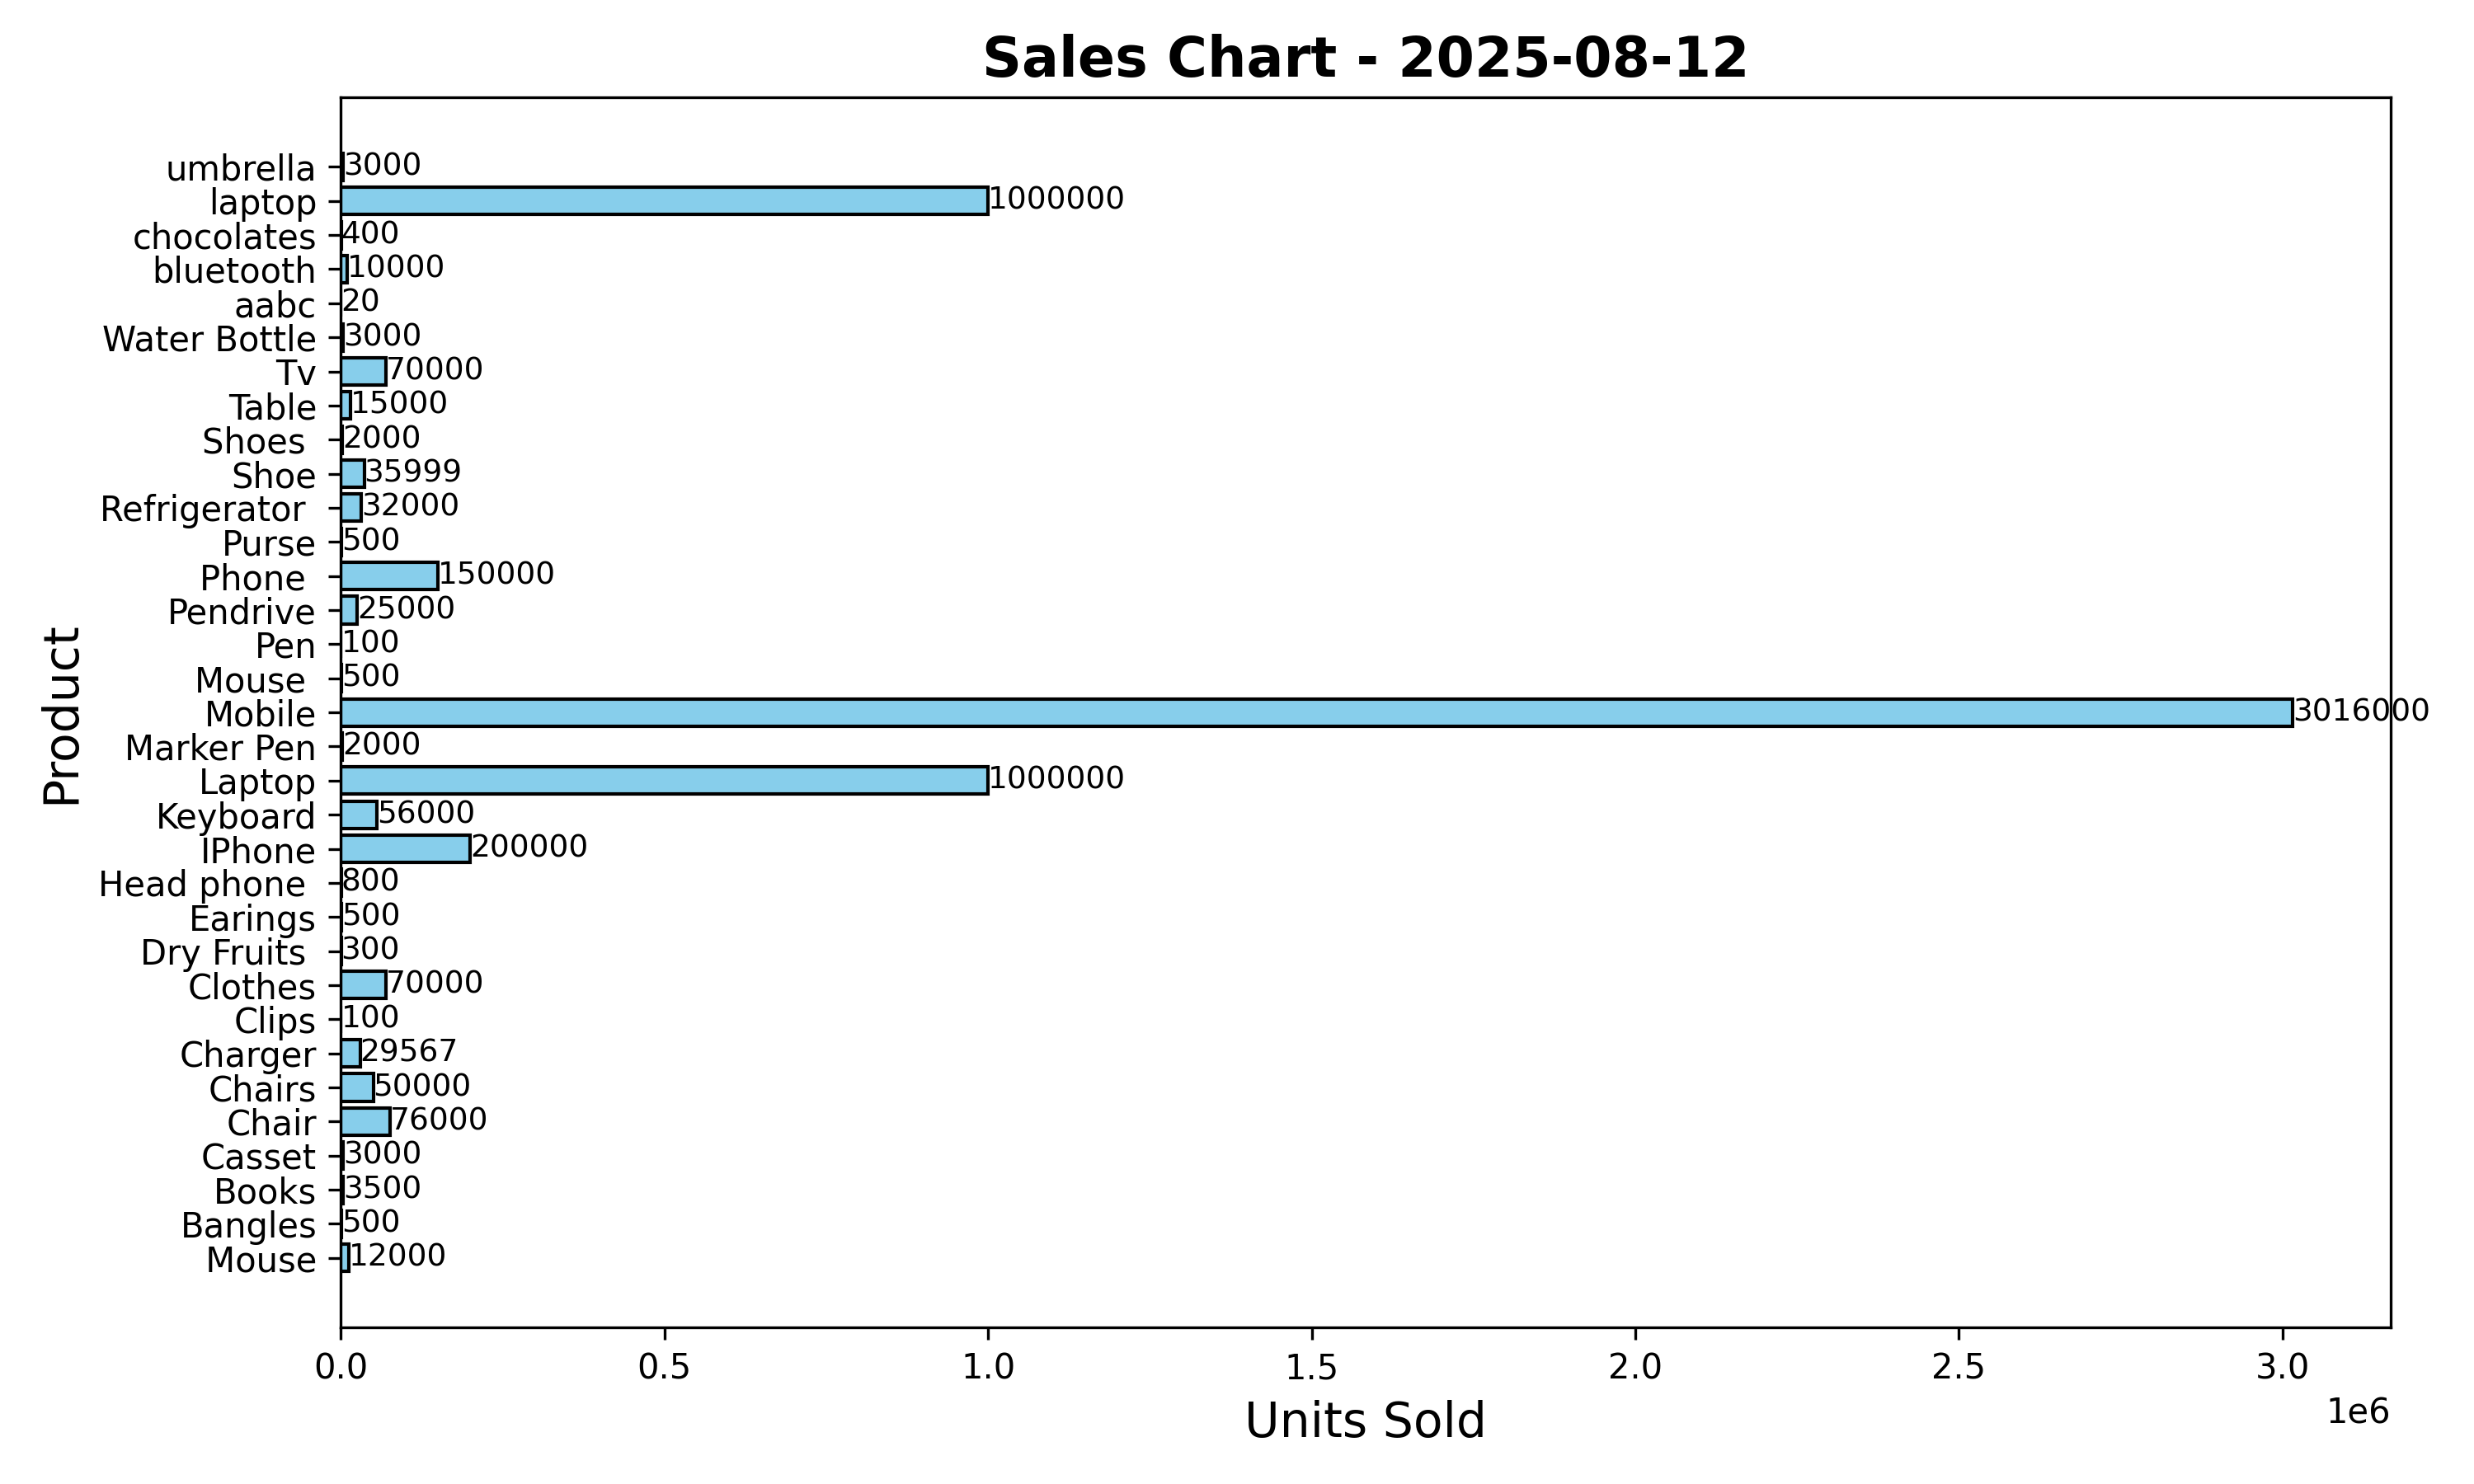 Sales Chart - 2025-08-12
Product
umbrella 3000
laptop 1000000
chocolates 400
bluetooth 10000
aabc 20
Water Bottle 3000
Tv 70000
Table 15000
Shoes 2000
Shoe 35999
Refrigerator 32000
Purse 500
Phone 150000
Pendrive 25000
Pen 100
Mouse 500
Mobile 3016000
Marker Pen 2000
Laptop 1000000
Keyboard 56000
IPhone 200000
Head phone 800
Earings 500
Dry Fruits 300
Clothes 70000
Clips 100
Charger 29567
Chairs 50000
Chair 76000
Casset 3000
Books 3500
Bangles 500
Mouse 12000
0.0 0.5 1.0 1.5 2.0 2.5 3.0
1e6
Units Sold